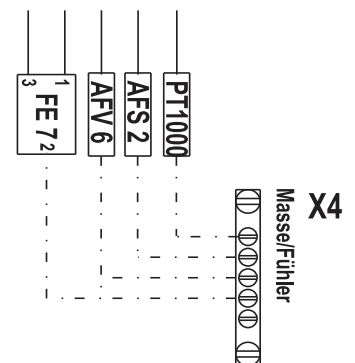 3 1
FE 7 2
AFV 6
AFS 2
PT1000
Masse/Fühler
X4